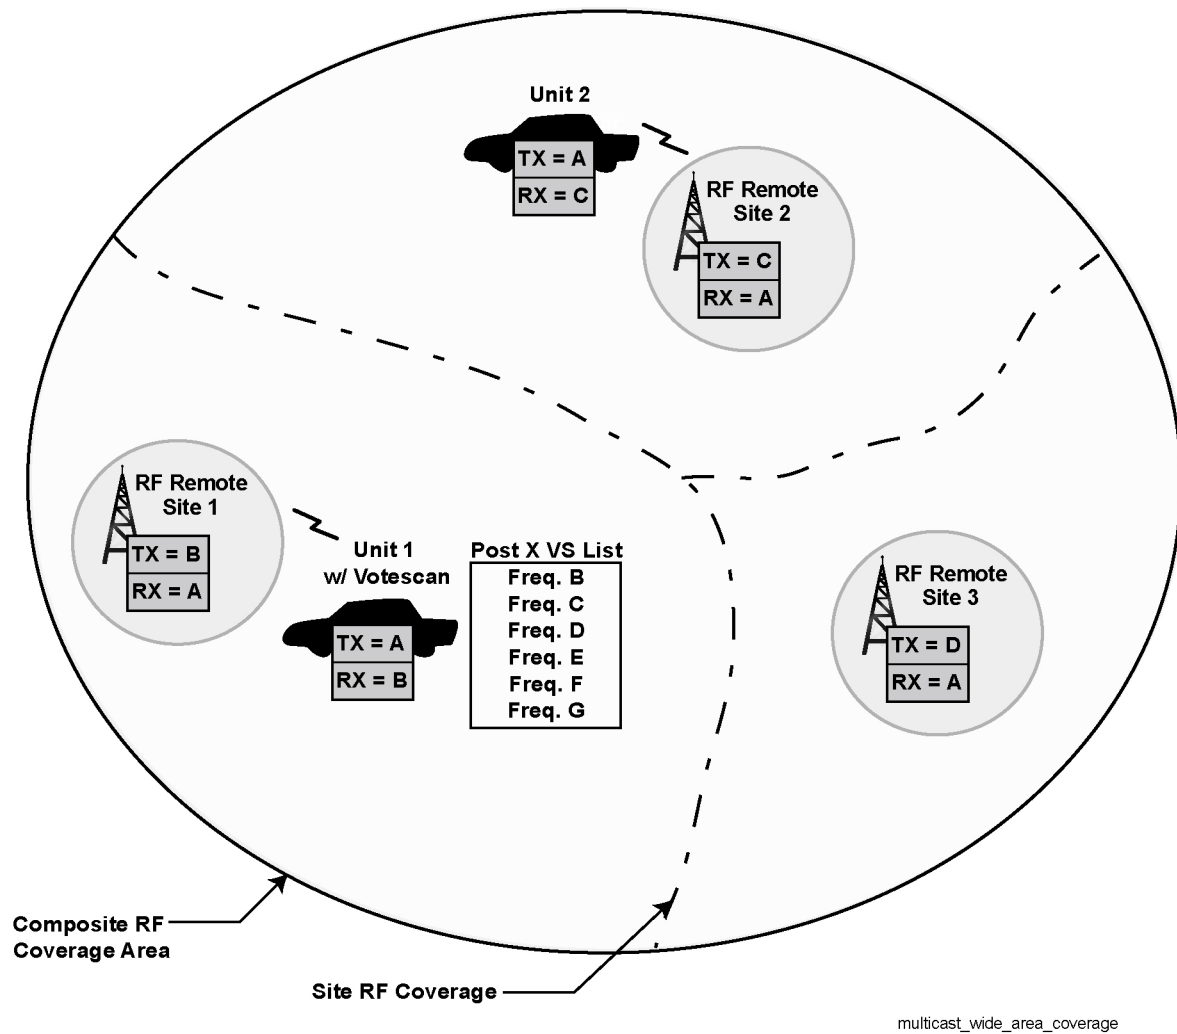 Unit 2
TX = A
RX = C
RF Remote
Site 2
TX = C
RX = A
RF Remote
Site 1
TX = B
RX = A
Unit 1
w/ Votescan
TX = A
RX = B
Post X VS List
Freq. B
Freq. C
Freq. D
Freq. E
Freq. F
Freq. G
RF Remote
Site 3
TX = D
RX = A
Composite RF
Coverage Area
Site RF Coverage
multicast_wide_area_coverage